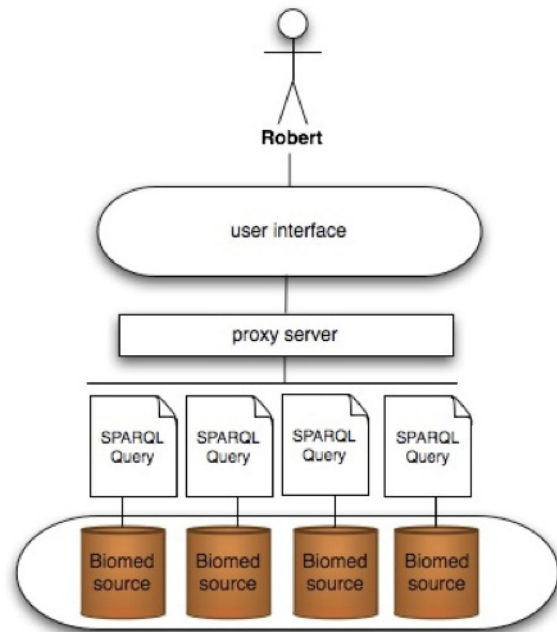 Robert
user interface
proxy server
SPARQL
Query
SPARQL
Query
SPARQL
Query
SPARQL
Query
Biomed
source
Biomed
source
Biomed
source
Biomed
source